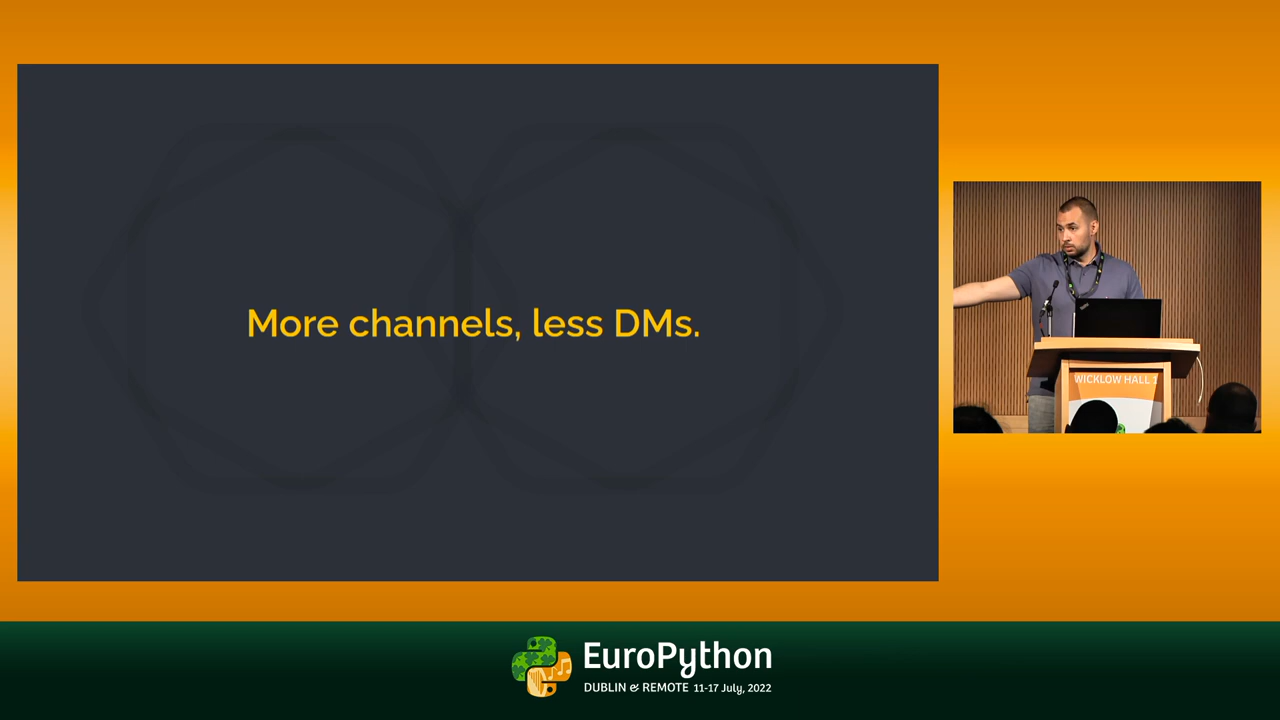 More channels, less DMs.
WICKLOW HALL 1
EuroPython
DUBLIN & REMOTE 11-17 July, 2022